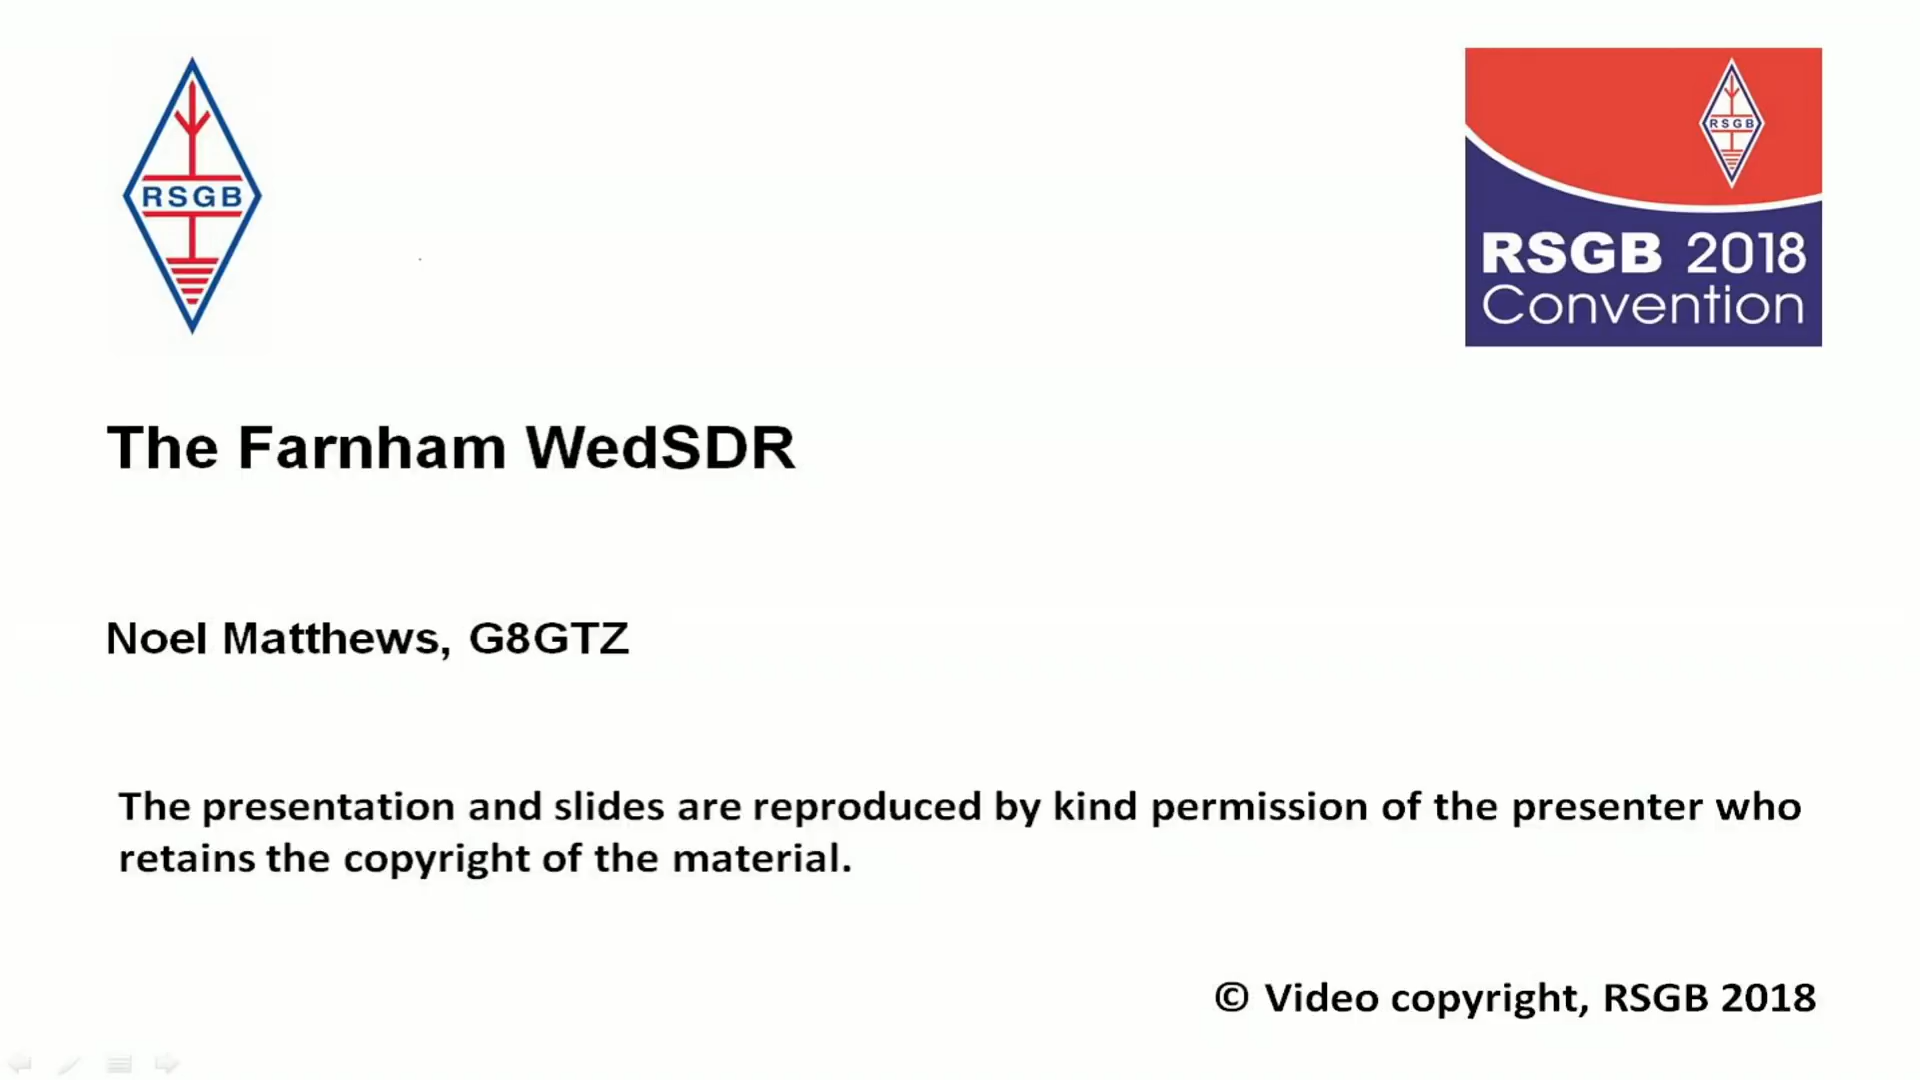 RSGB
RSGB
RSGB 2018
Convention
The Farnham WedSDR
Noel Matthews, G8GTZ
The presentation and slides are reproduced by kind permission of the presenter who
retains the copyright of the material.
© Video copyright, RSGB 2018